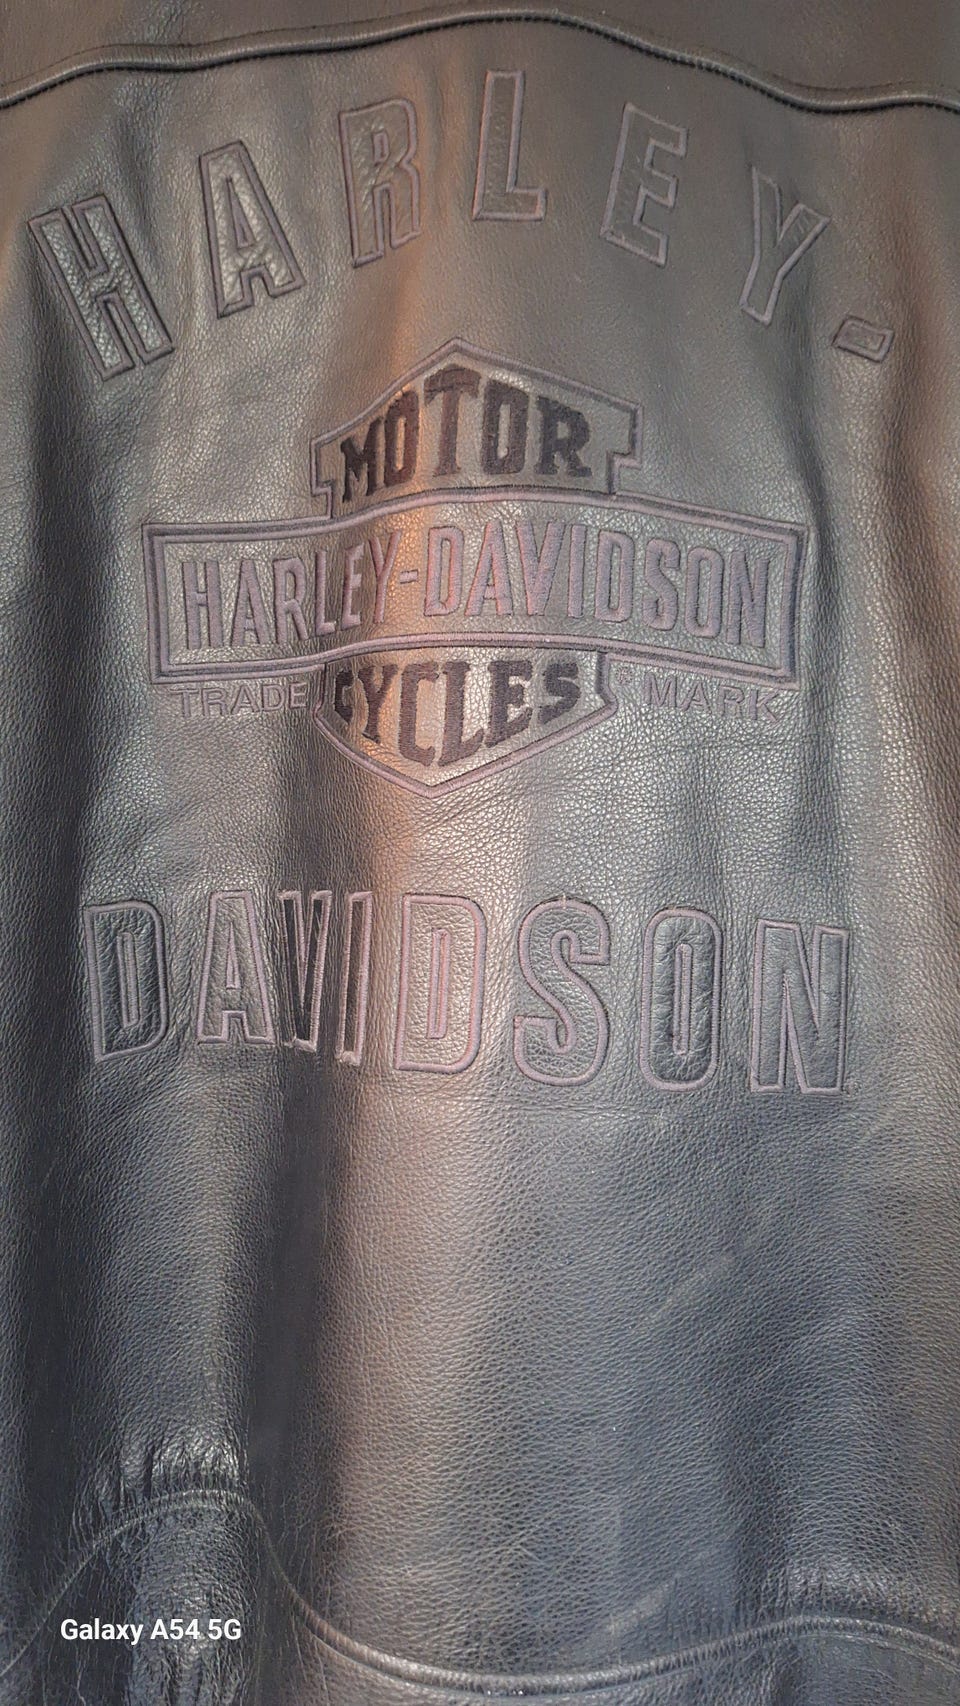 HARLEY-
MOTOR
HARLEY-DAVIDSON
CYCLES
TRADE ® MARK
DAVIDSON
Galaxy A54 5G